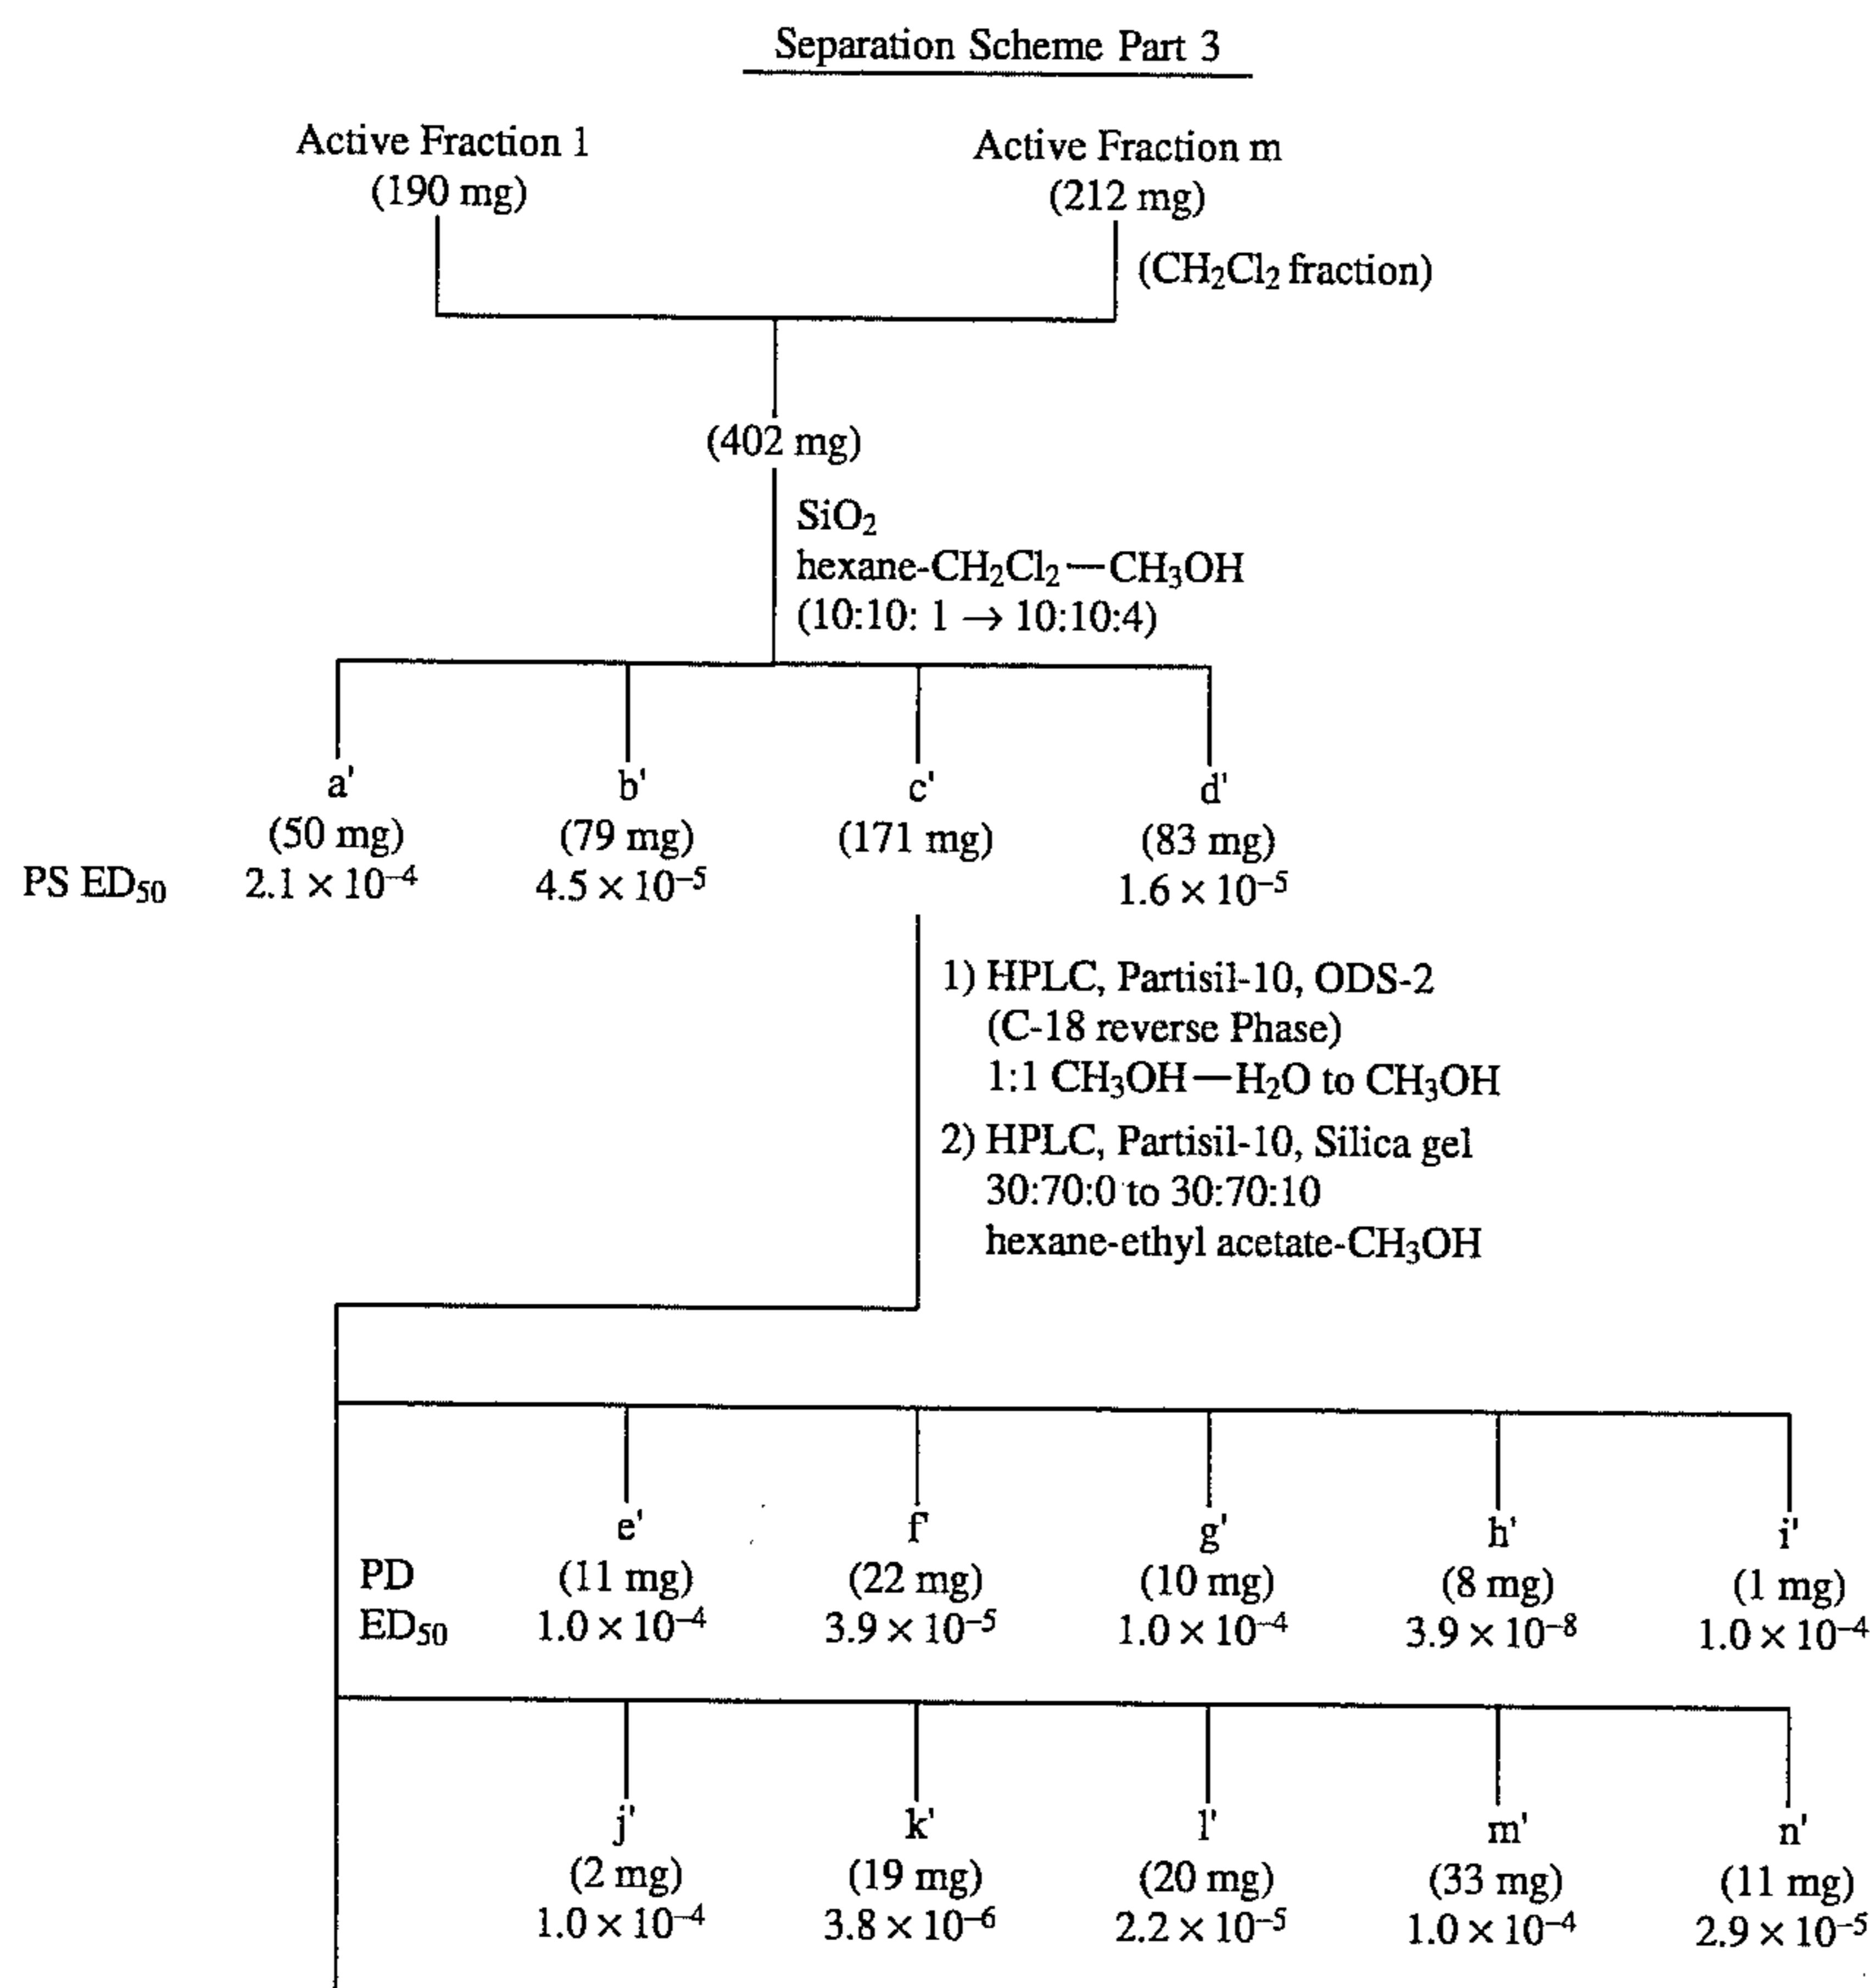 Separation Scheme Part 3
Active Fraction 1
(190 mg)
Active Fraction m
(212 mg)
(CH₂Cl₂ fraction)
(402 mg)
SiO₂
hexane-CH₂Cl₂—CH₃OH
(10:10: 1 → 10:10:4)
a' b' c' d'
(50 mg) (79 mg) (171 mg) (83 mg)
PS ED₅₀ 2.1 × 10⁻⁴ 4.5 × 10⁻⁵ 1.6 × 10⁻⁵
1) HPLC, Partisil-10, ODS-2
(C-18 reverse Phase)
1:1 CH₃OH—H₂O to CH₃OH
2) HPLC, Partisil-10, Silica gel
30:70:0 to 30:70:10
hexane-ethyl acetate-CH₃OH
e' f' g' h' i'
PD (11 mg) (22 mg) (10 mg) (8 mg) (1 mg)
ED₅₀ 1.0 × 10⁻⁴ 3.9 × 10⁻⁵ 1.0 × 10⁻⁴ 3.9 × 10⁻⁸ 1.0 × 10⁻⁴
j' k' l' m' n'
(2 mg) (19 mg) (20 mg) (33 mg) (11 mg)
1.0 × 10⁻⁴ 3.8 × 10⁻⁶ 2.2 × 10⁻⁵ 1.0 × 10⁻⁴ 2.9 × 10⁻⁵